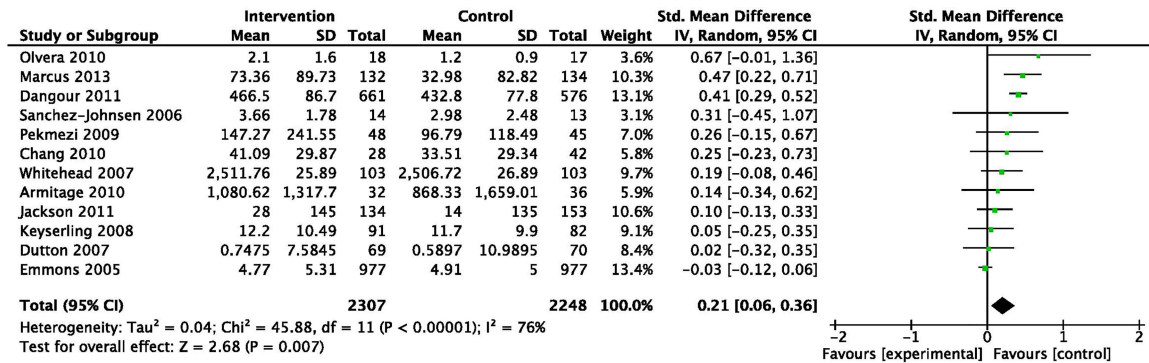 Intervention Control Std. Mean Difference Std. Mean Difference
Study or Subgroup Mean SD Total Mean SD Total Weight IV, Random, 95% CI IV, Random, 95% CI
Olvera 2010 2.1 1.6 18 1.2 0.9 17 3.6% 0.67 [-0.01, 1.36]
Marcus 2013 73.36 89.73 132 32.98 82.82 134 10.3% 0.47 [0.22, 0.71]
Dangour 2011 466.5 86.7 661 432.8 77.8 576 13.1% 0.41 [0.29, 0.52]
Sanchez-Johnsen 2006 3.66 1.78 14 2.98 2.48 13 3.1% 0.31 [-0.45, 1.07]
Pekmezi 2009 147.27 241.55 48 96.79 118.49 45 7.0% 0.26 [-0.15, 0.67]
Chang 2010 41.09 29.87 28 33.51 29.34 42 5.8% 0.25 [-0.23, 0.73]
Whitehead 2007 2,511.76 25.89 103 2,506.72 26.89 103 9.7% 0.19 [-0.08, 0.46]
Armitage 2010 1,080.62 1,317.7 32 868.33 1,659.01 36 5.9% 0.14 [-0.34, 0.62]
Jackson 2011 28 145 134 14 135 153 10.6% 0.10 [-0.13, 0.33]
Keyserling 2008 12.2 10.49 91 11.7 9.9 82 9.1% 0.05 [-0.25, 0.35]
Dutton 2007 0.7475 7.5845 69 0.5897 10.9895 70 8.4% 0.02 [-0.32, 0.35]
Emmons 2005 4.77 5.31 977 4.91 5 977 13.4% -0.03 [-0.12, 0.06]
Total (95% CI) 2307 2248 100.0% 0.21 [0.06, 0.36]
Heterogeneity: Tau² = 0.04; Chi² = 45.88, df = 11 (P < 0.00001); I² = 76%
Test for overall effect: Z = 2.68 (P = 0.007)
-2 -1 0 1 2
Favours [experimental] Favours [control]